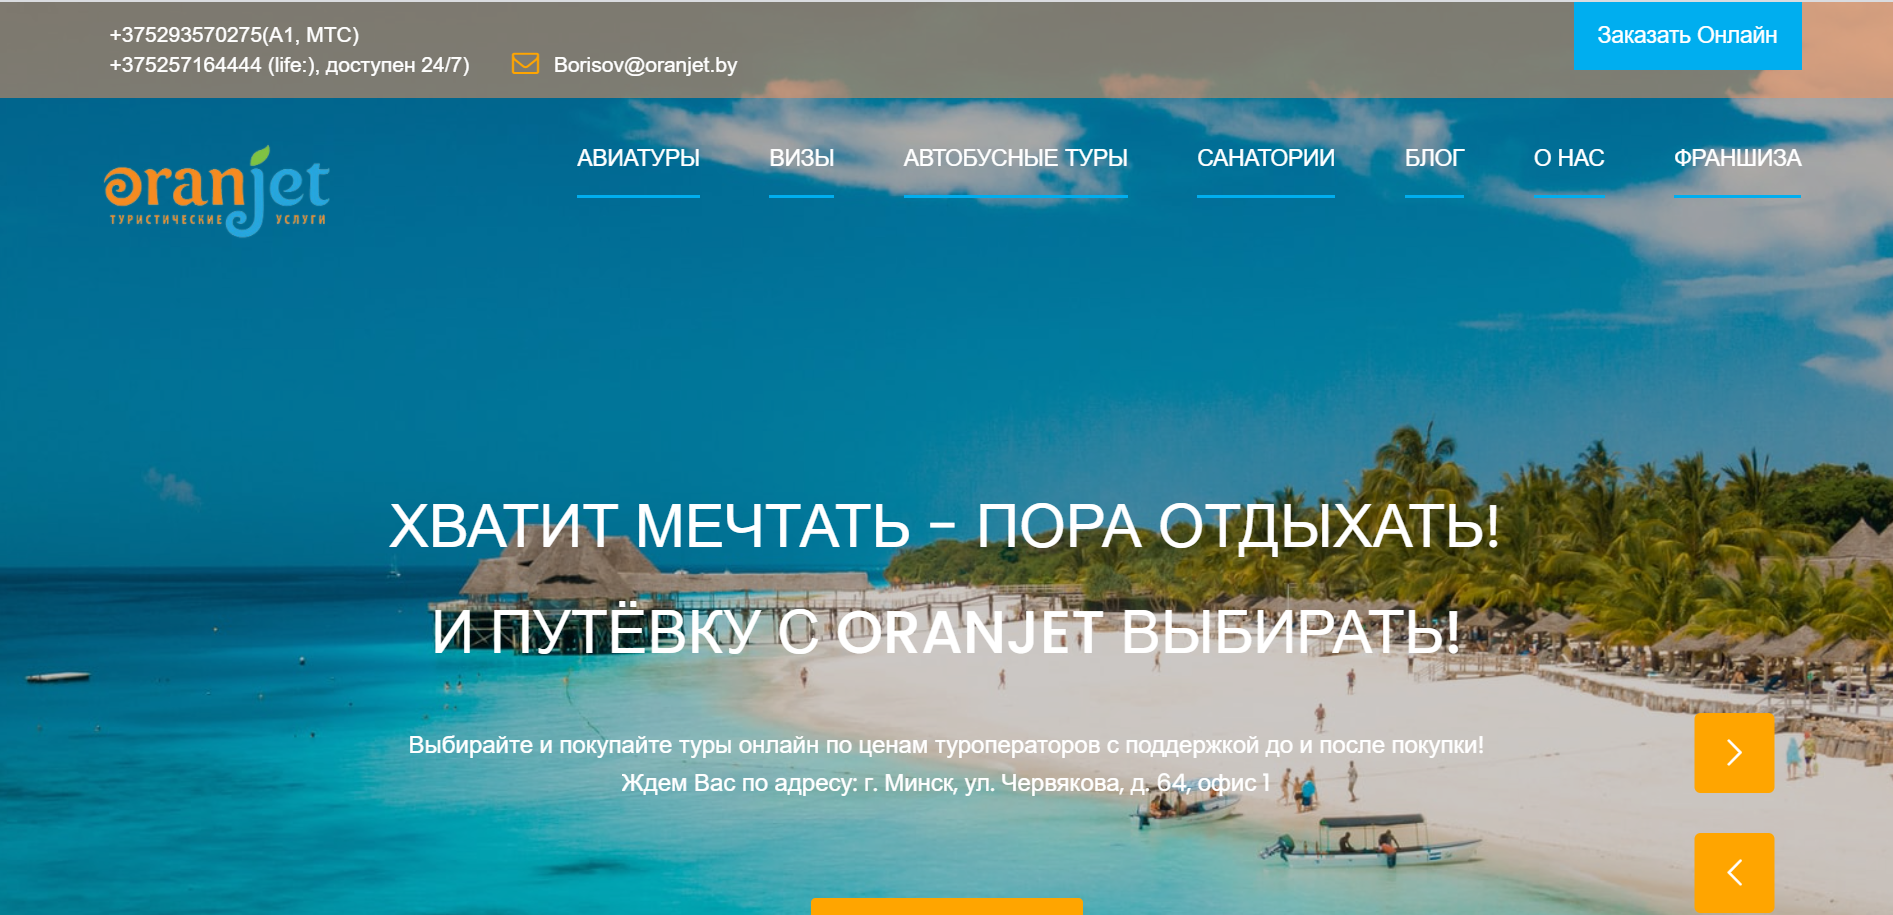 +375293570275(А1, МТС)
+375257164444 (life:), доступен 24/7)
Borisov@oranjet.by
Заказать Онлайн
oranjet
ТУРИСТИЧЕСКИЕ УСЛУГИ
АВИАТУРЫ
ВИЗЫ
АВТОБУСНЫЕ ТУРЫ
САНАТОРИИ
БЛОГ
О НАС
ФРАНШИЗА
ХВАТИТ МЕЧТАТЬ – ПОРА ОТДЫХАТЬ!
И ПУТЁВКУ С ORANJET ВЫБИРАТЬ!
Выбирайте и покупайте туры онлайн по ценам туроператоров с поддержкой до и после покупки!
Ждем Вас по адресу: г. Минск, ул. Червякова, д. 64, офис 1